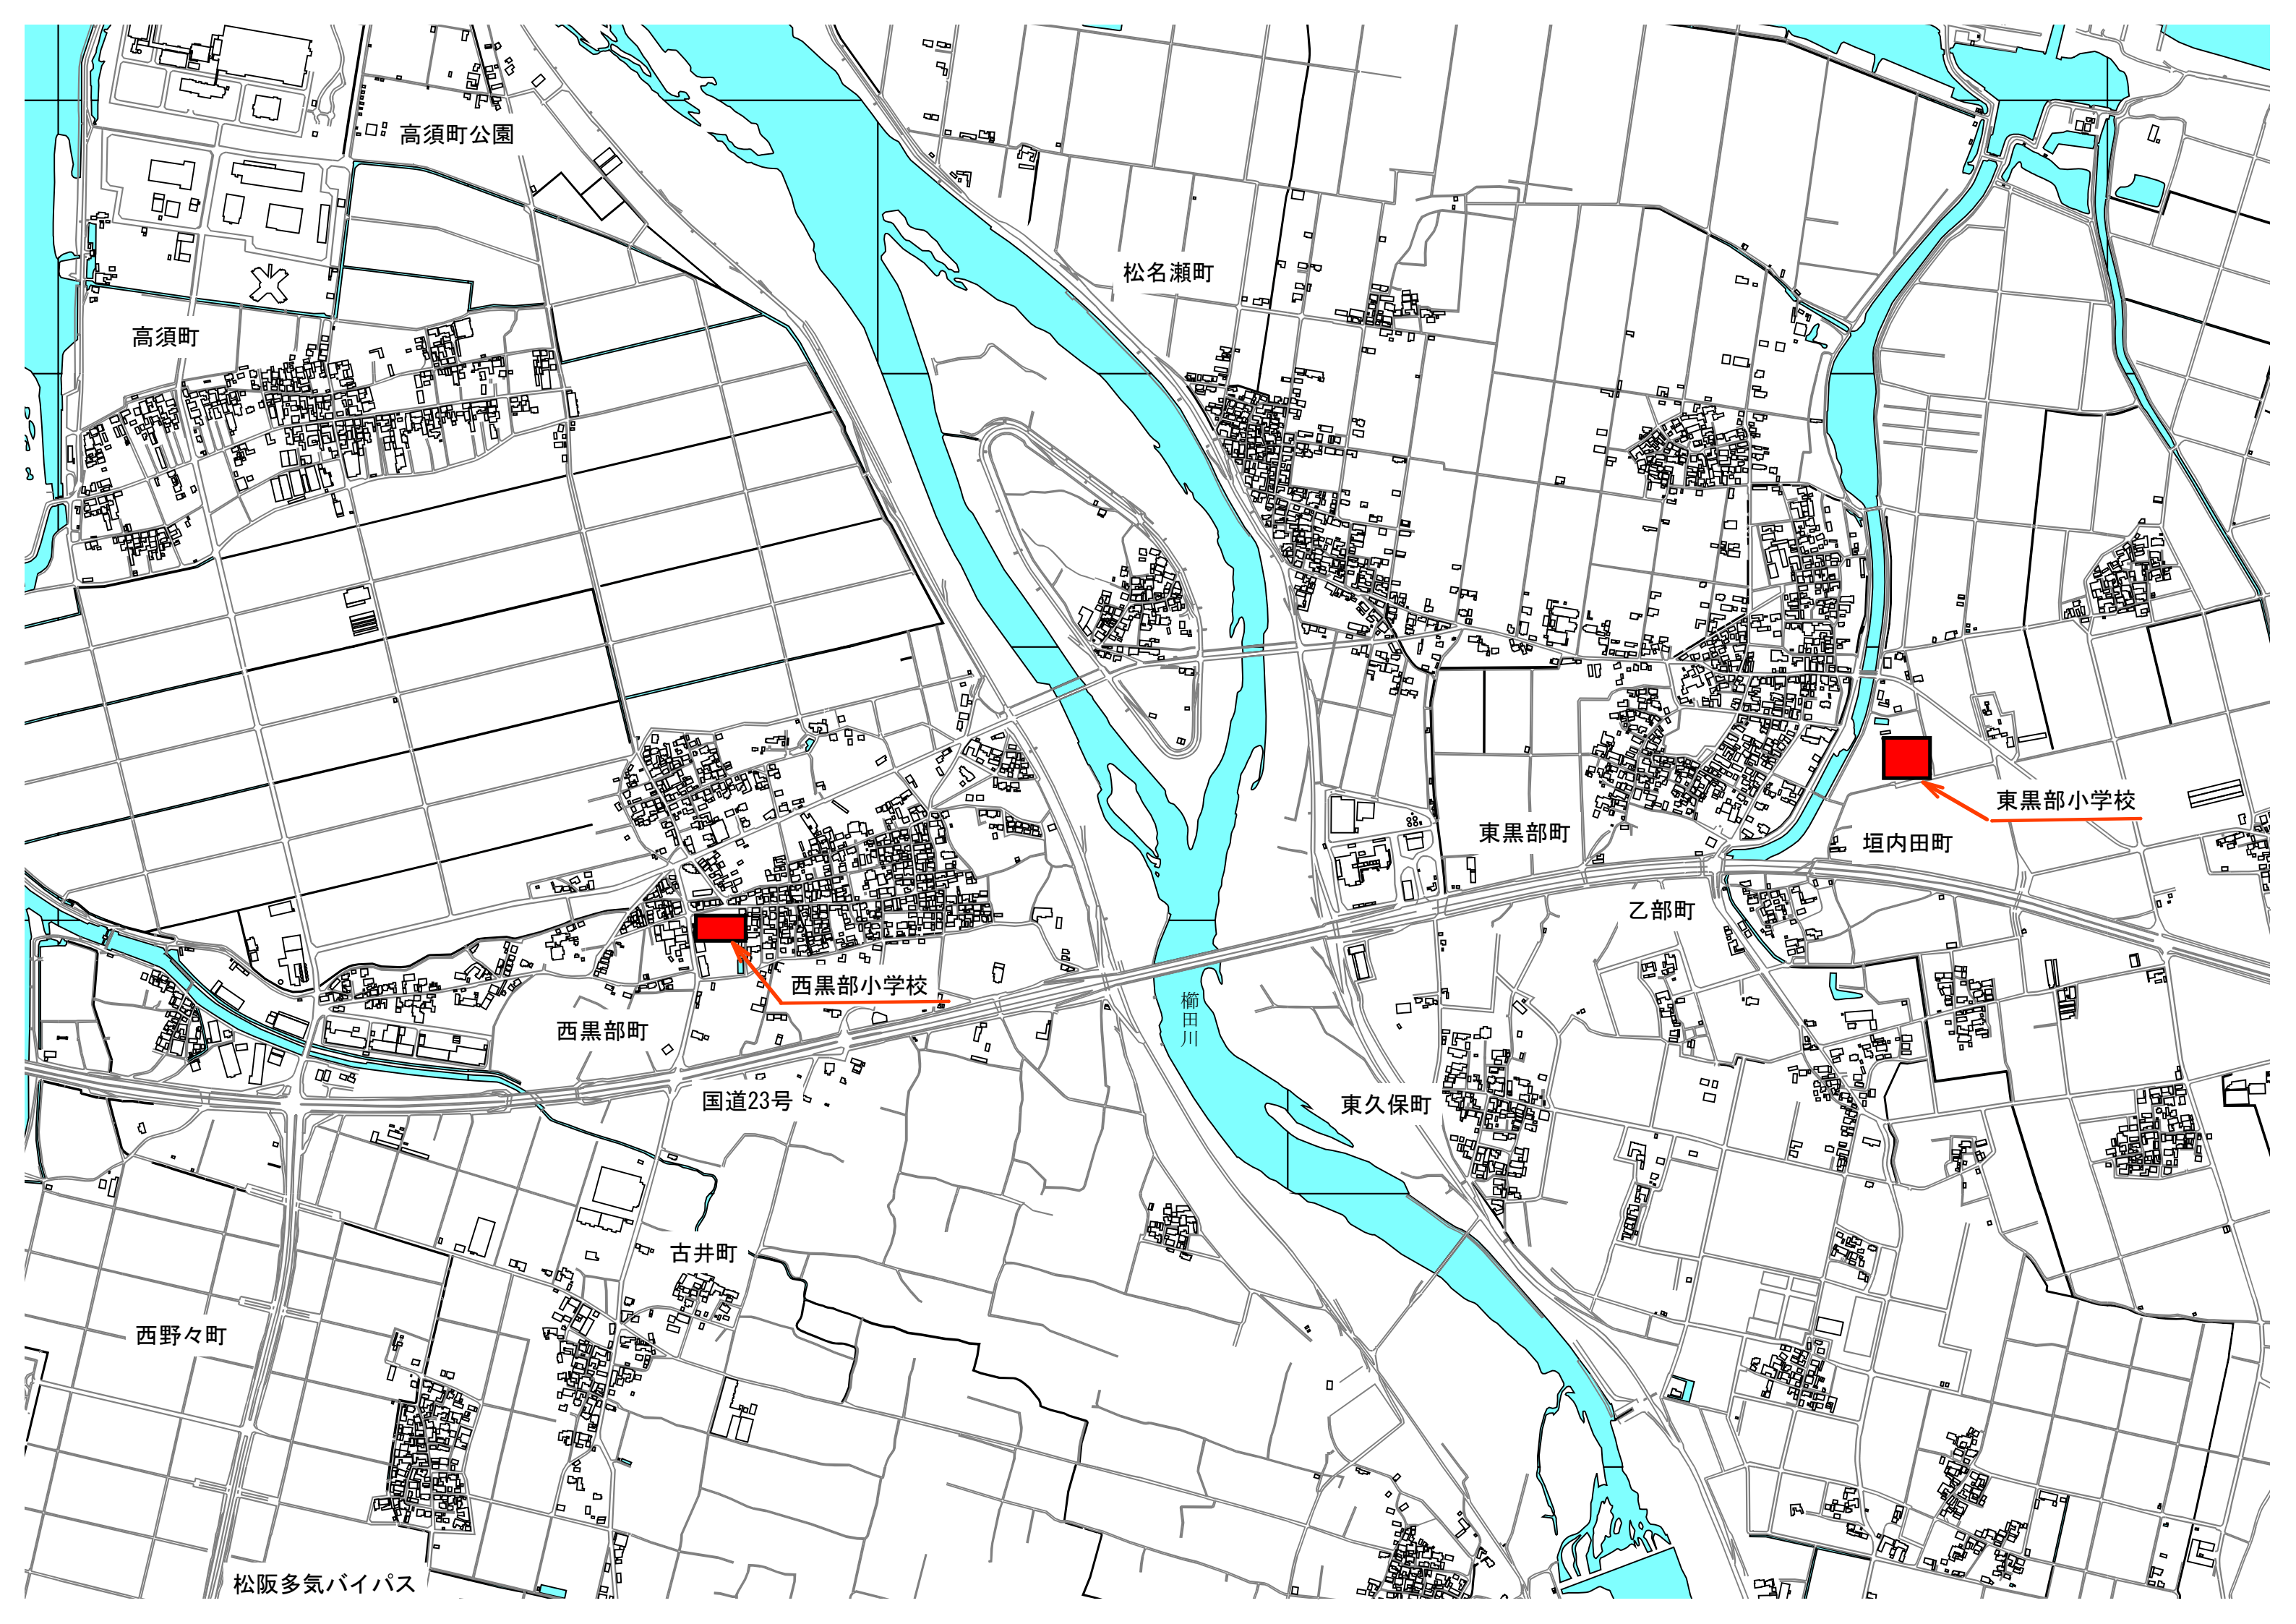 高須町公園
松名瀬町
高須町
東黒部小学校
東黒部町
垣内田町
乙部町
西黒部小学校
櫛田川
西黒部町
国道23号
東久保町
古井町
西野々町
松阪多気バイパス